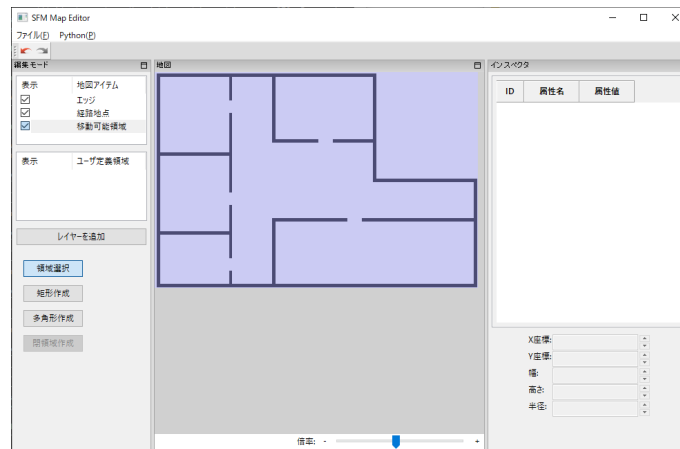 SFM Map Editor
ファイル(F) Python(P)
編集モード
表示 地図アイテム
エッジ
経路地点
移動可能領域
表示 ユーザ定義領域
レイヤーを追加
領域選択
矩形作成
多角形作成
閉領域作成
地図
倍率: - +
インスペクタ
ID 属性名 属性値
X座標:
Y座標:
幅:
高さ:
半径: